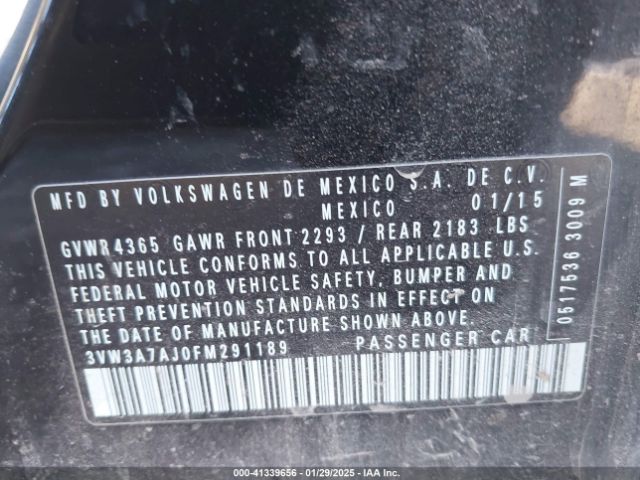 MFD BY VOLKSWAGEN DE MEXICO S.A. DE C.V.
MEXICO 01/15
GVWR 4365 GAWR FRONT 2293 / REAR 2183 LBS
THIS VEHICLE CONFORMS TO ALL APPLICABLE U.S.
FEDERAL MOTOR VEHICLE SAFETY, BUMPER AND
THEFT PREVENTION STANDARDS IN EFFECT ON
THE DATE OF MANUFACTURE SHOWN ABOVE.
3VW3A7AJ0FM291189 PASSENGER CAR
0517536 3009 M
000-41339656 - 01/29/2025 - IAA Inc.